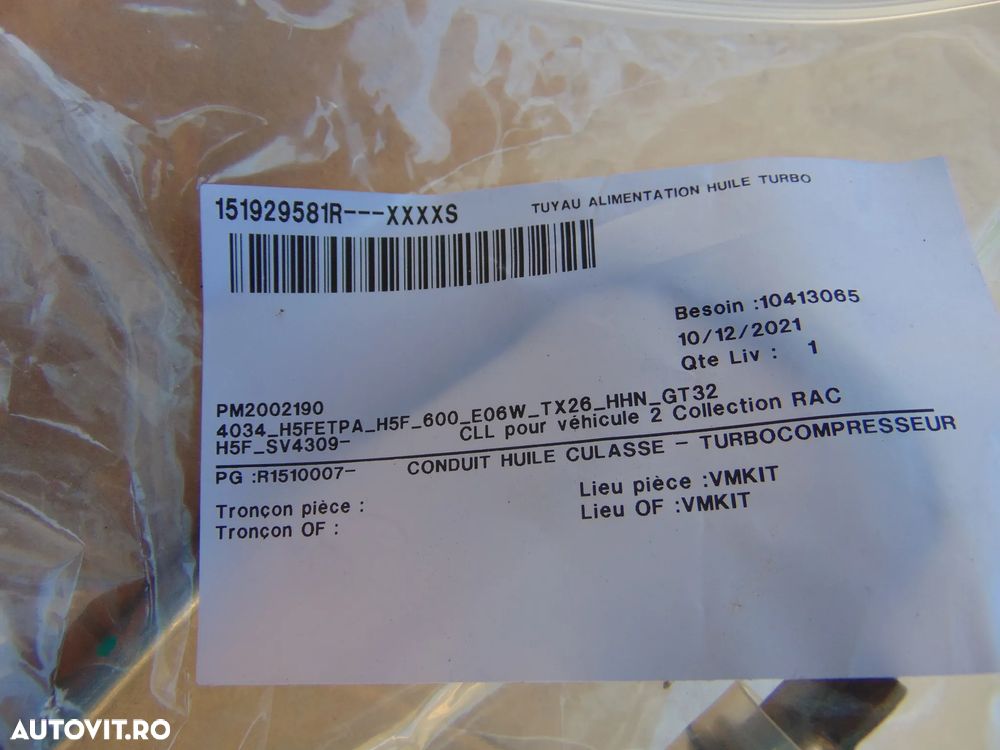 151929581R---XXXXS
TUYAU ALIMENTATION HUILE TURBO
Besoin :10413065
10/12/2021
Qte Liv : 1
PM2002190
4034_H5FETPA_H5F_600_E06W_TX26_HHN_GT32
H5F_SV4309- CLL pour véhicule 2 Collection RAC
PG :R1510007- CONDUIT HUILE CULASSE - TURBOCOMPRESSEUR
Tronçon pièce : Lieu pièce :VMKIT
Tronçon OF : Lieu OF :VMKIT
AUTOVIT.RO